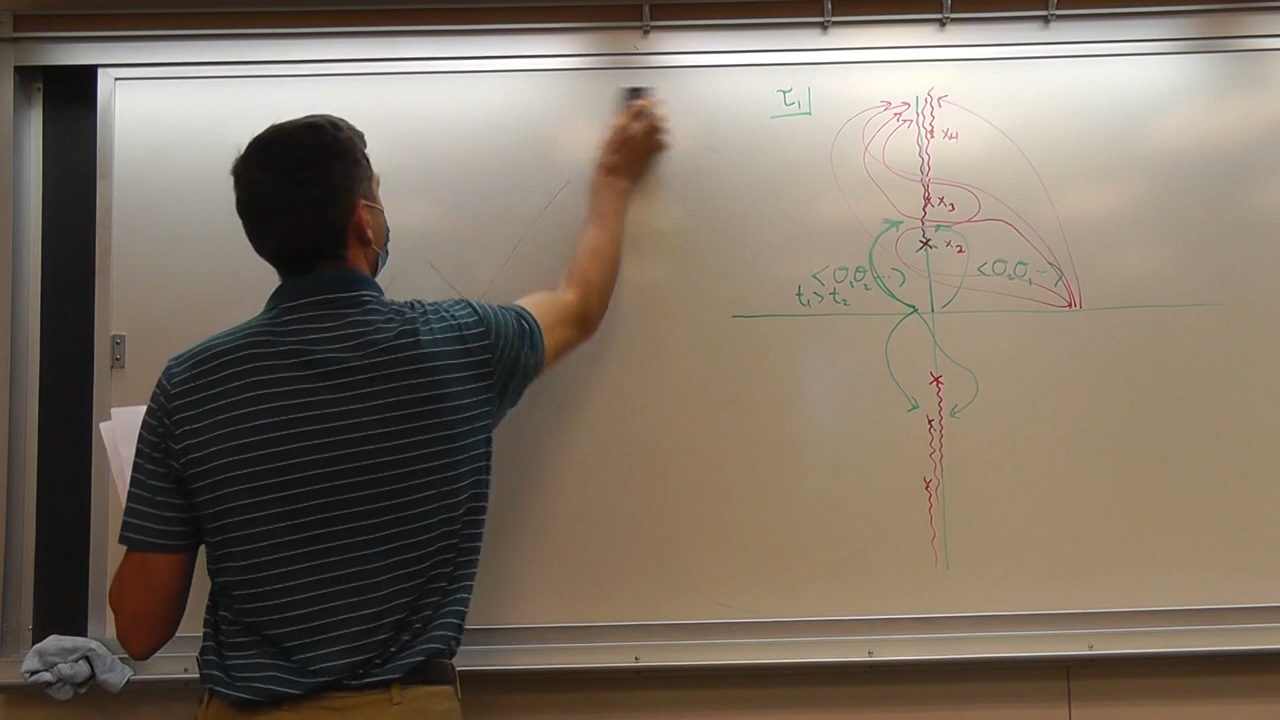 τ₁
x₄
x₃
x₂
<O₁O₂...>
t₁>t₂
<O₂O₁...>